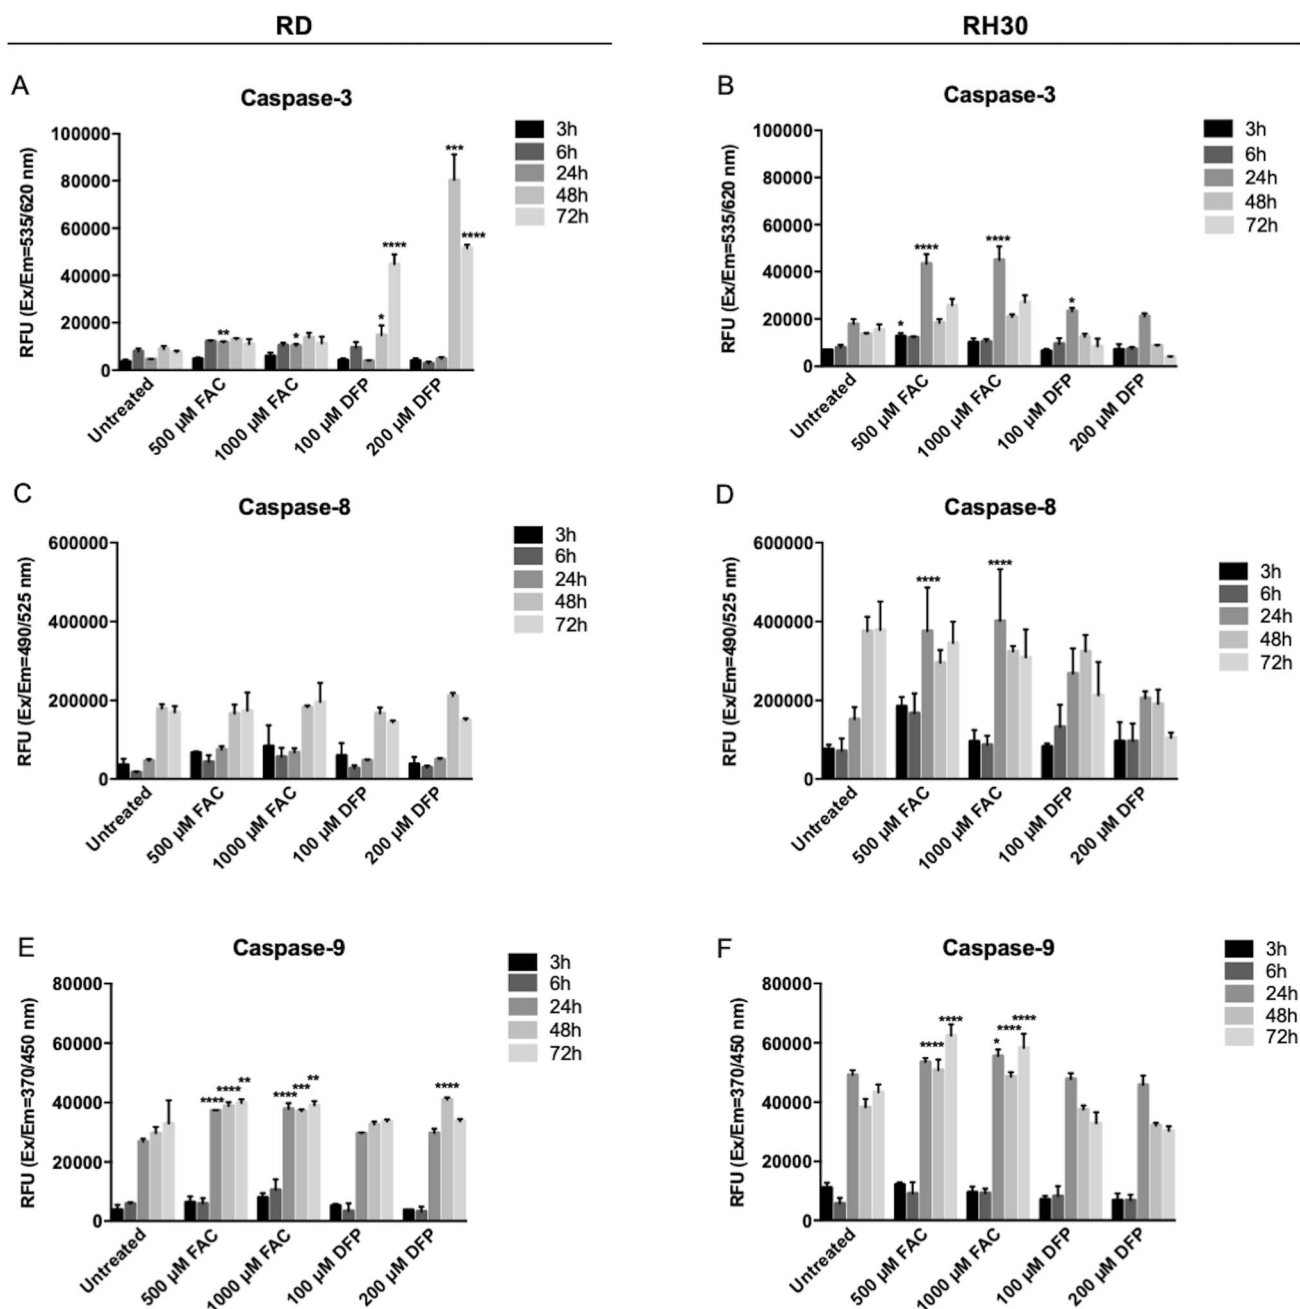 RD
RH30
A
Caspase-3
RFU (Ex/Em=535/620 nm)
100000
80000
60000
40000
20000
0
** * * **** *** ****
Untreated
500 µM FAC
1000 µM FAC
100 µM DFP
200 µM DFP
3h
6h
24h
48h
72h
B
Caspase-3
RFU (Ex/Em=535/620 nm)
100000
80000
60000
40000
20000
0
* **** **** *
Untreated
500 µM FAC
1000 µM FAC
100 µM DFP
200 µM DFP
3h
6h
24h
48h
72h
C
Caspase-8
RFU (Ex/Em=490/525 nm)
600000
400000
200000
0
Untreated
500 µM FAC
1000 µM FAC
100 µM DFP
200 µM DFP
3h
6h
24h
48h
72h
D
Caspase-8
RFU (Ex/Em=490/525 nm)
600000
400000
200000
0
**** ****
Untreated
500 µM FAC
1000 µM FAC
100 µM DFP
200 µM DFP
3h
6h
24h
48h
72h
E
Caspase-9
RFU (Ex/Em=370/450 nm)
80000
60000
40000
20000
0
**** **** ** **** *** ** ****
Untreated
500 µM FAC
1000 µM FAC
100 µM DFP
200 µM DFP
3h
6h
24h
48h
72h
F
Caspase-9
RFU (Ex/Em=370/450 nm)
80000
60000
40000
20000
0
**** **** * **** ****
Untreated
500 µM FAC
1000 µM FAC
100 µM DFP
200 µM DFP
3h
6h
24h
48h
72h